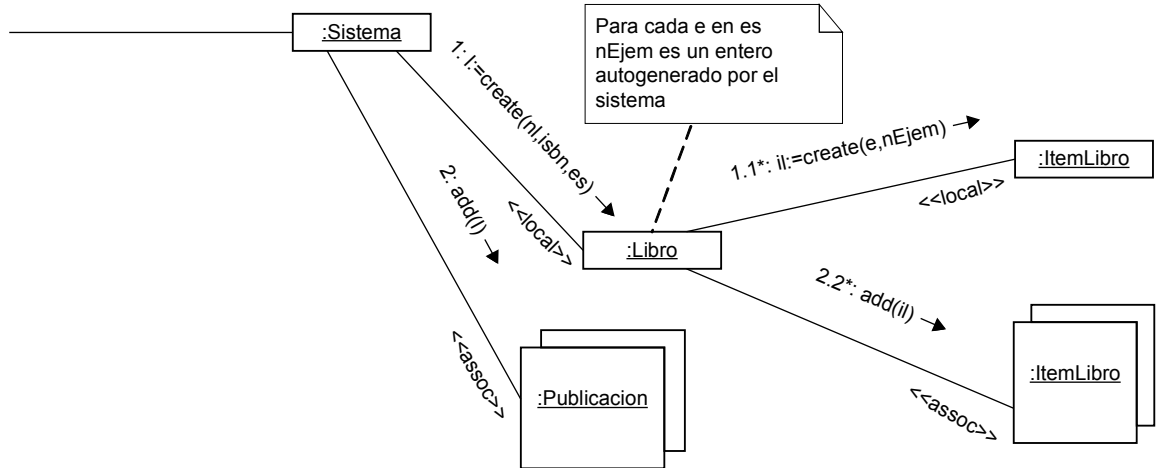 :Sistema
1: l:=create(nl,isbn,es)
Para cada e en es
nEjem es un entero
autogenerado por el
sistema
1.1*: il:=create(e,nEjem)
:ItemLibro
<<local>>
2: add(l)
<<local>>
:Libro
2.2*: add(il)
<<assoc>>
:Publicacion
:ItemLibro
<<assoc>>